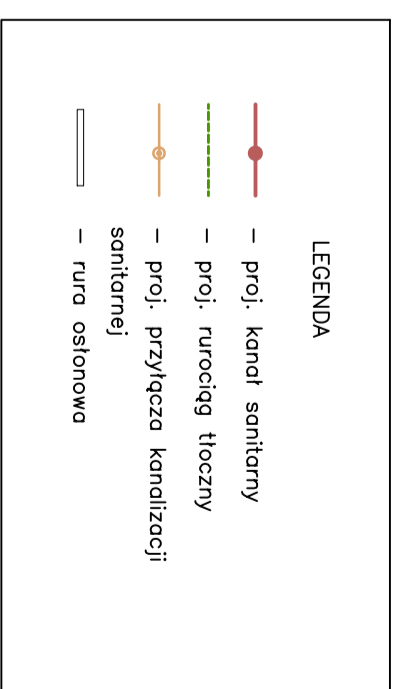 LEGENDA
– proj. kanał sanitarny
– proj. rurociąg tłoczny
– proj. przyłącza kanalizacji
sanitarnej
– rura osłonowa